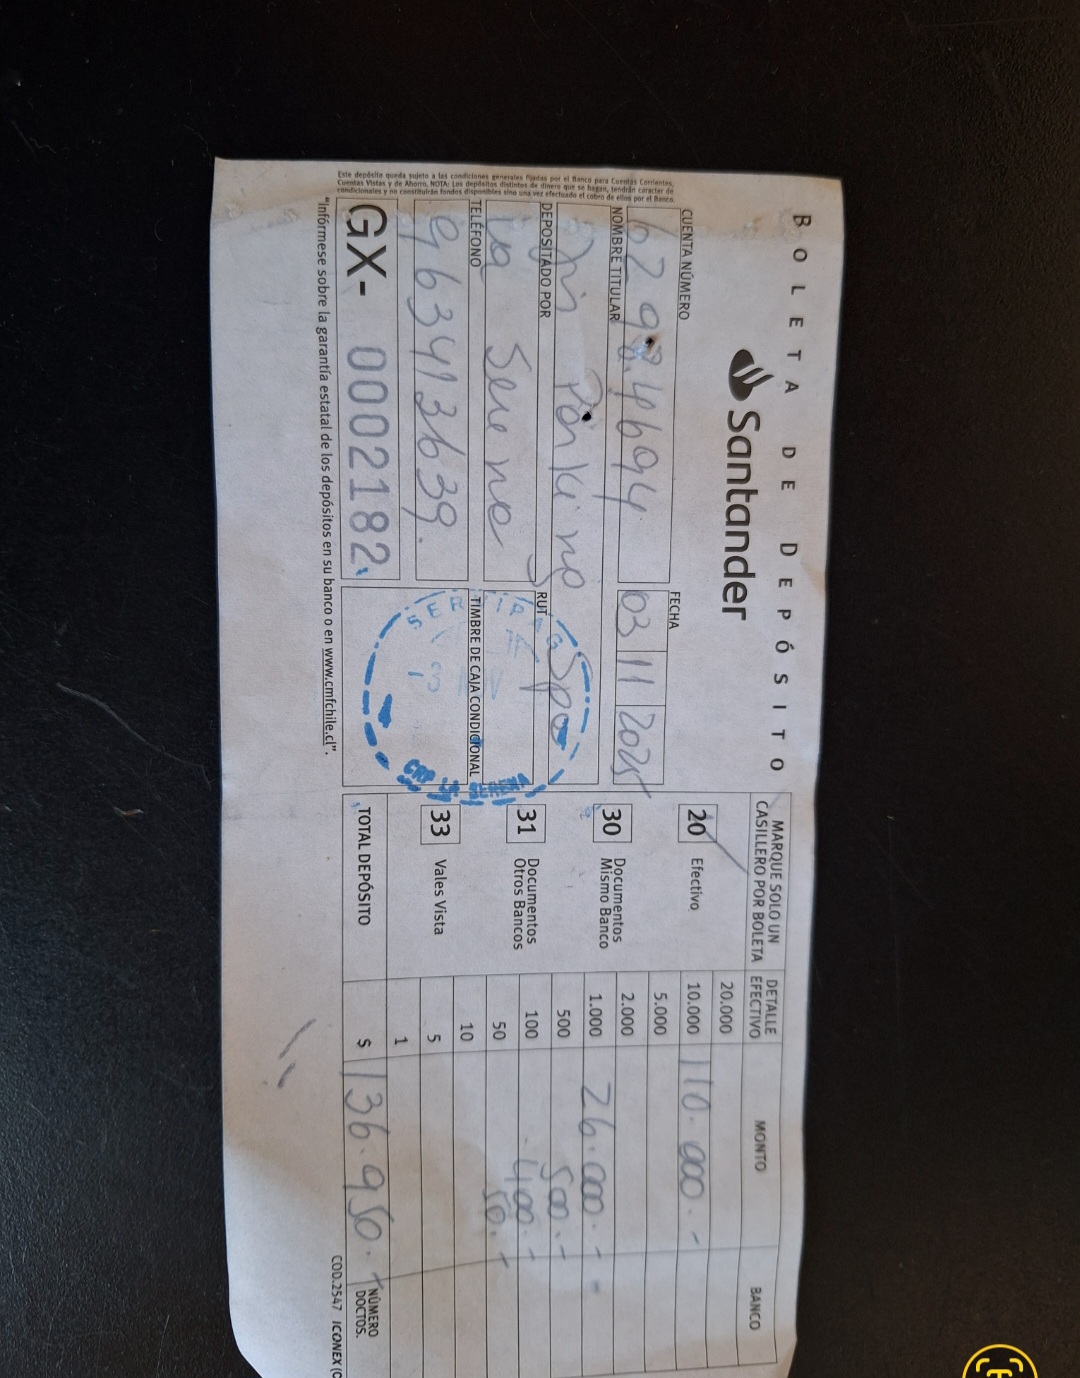 BOLETA DE DEPÓSITO
Santander
CUENTA NÚMERO
6298.4694
FECHA
03 11 2025
NOMBRE TITULAR
Don Pankino Spa
DEPOSITADO POR
La Serena
RUT
TELÉFONO
963413639.
TIMBRE DE CAJA CONDICIONAL
SERVIPAG
GX- 0002182
Este depósito queda sujeto a las condiciones generales fijadas por el Banco para Cuentas Corrientes,
Cuentas Vistas y de Ahorro. NOTA: Los depósitos distintos de dinero que se hagan, tendrán carácter de
condicionales y no constituirán fondos disponibles sino una vez efectuado el cobro de ellos por el Banco.
"Infórmese sobre la garantía estatal de los depósitos en su banco o en www.cmfchile.cl".
MARQUE SOLO UN
CASILLERO POR BOLETA
20 Efectivo
30 Documentos
Mismo Banco
31 Documentos
Otros Bancos
33 Vales Vista
DETALLE
EFECTIVO
MONTO
BANCO
20.000
10.000 110.000.-
5.000
2.000
1.000 26.000.-
500 500.-
100 400.-
50 50.-
10
5
1
TOTAL DEPÓSITO $ 136.950.-
NÚMERO
DOCTOS.
COD.2547 ICONEX